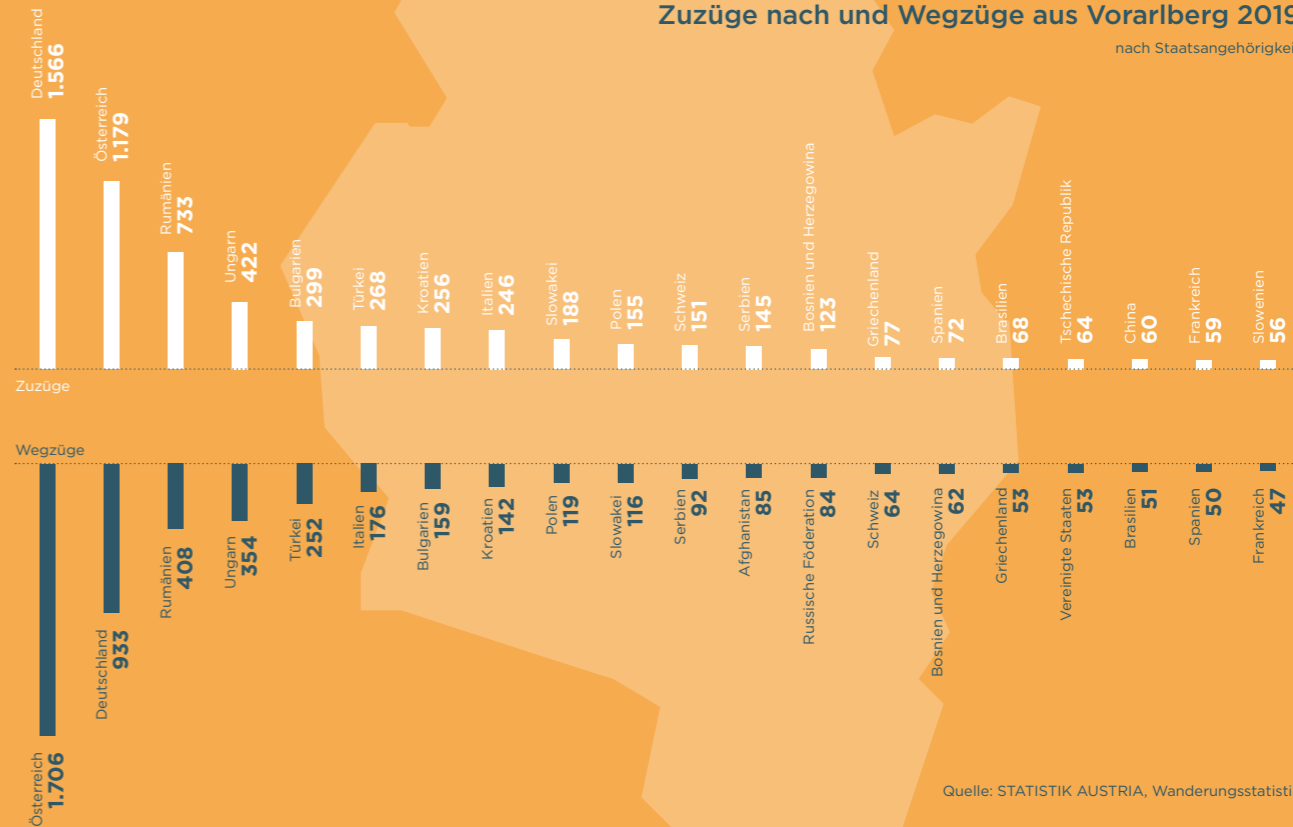 Zuzüge nach und Wegzüge aus Vorarlberg 2019
nach Staatsangehörigkei
Deutschland
1.566
Österreich
1.179
Rumänien
733
Ungarn
422
Bulgarien
299
Türkei
268
Kroatien
256
Italien
246
Slowakei
188
Polen
155
Schweiz
151
Serbien
145
Bosnien und Herzegowina
123
Griechenland
77
Spanien
72
Brasilien
68
Tschechische Republik
64
China
60
Frankreich
59
Slowenien
56
Zuzüge
Wegzüge
Österreich
1.706
Deutschland
933
Rumänien
408
Ungarn
354
Türkei
252
Italien
176
Bulgarien
159
Kroatien
142
Polen
119
Slowakei
116
Serbien
92
Afghanistan
85
Russische Föderation
84
Schweiz
64
Bosnien und Herzegowina
62
Griechenland
53
Vereinigte Staaten
53
Brasilien
51
Spanien
50
Frankreich
47
Quelle: STATISTIK AUSTRIA, Wanderungsstatisti